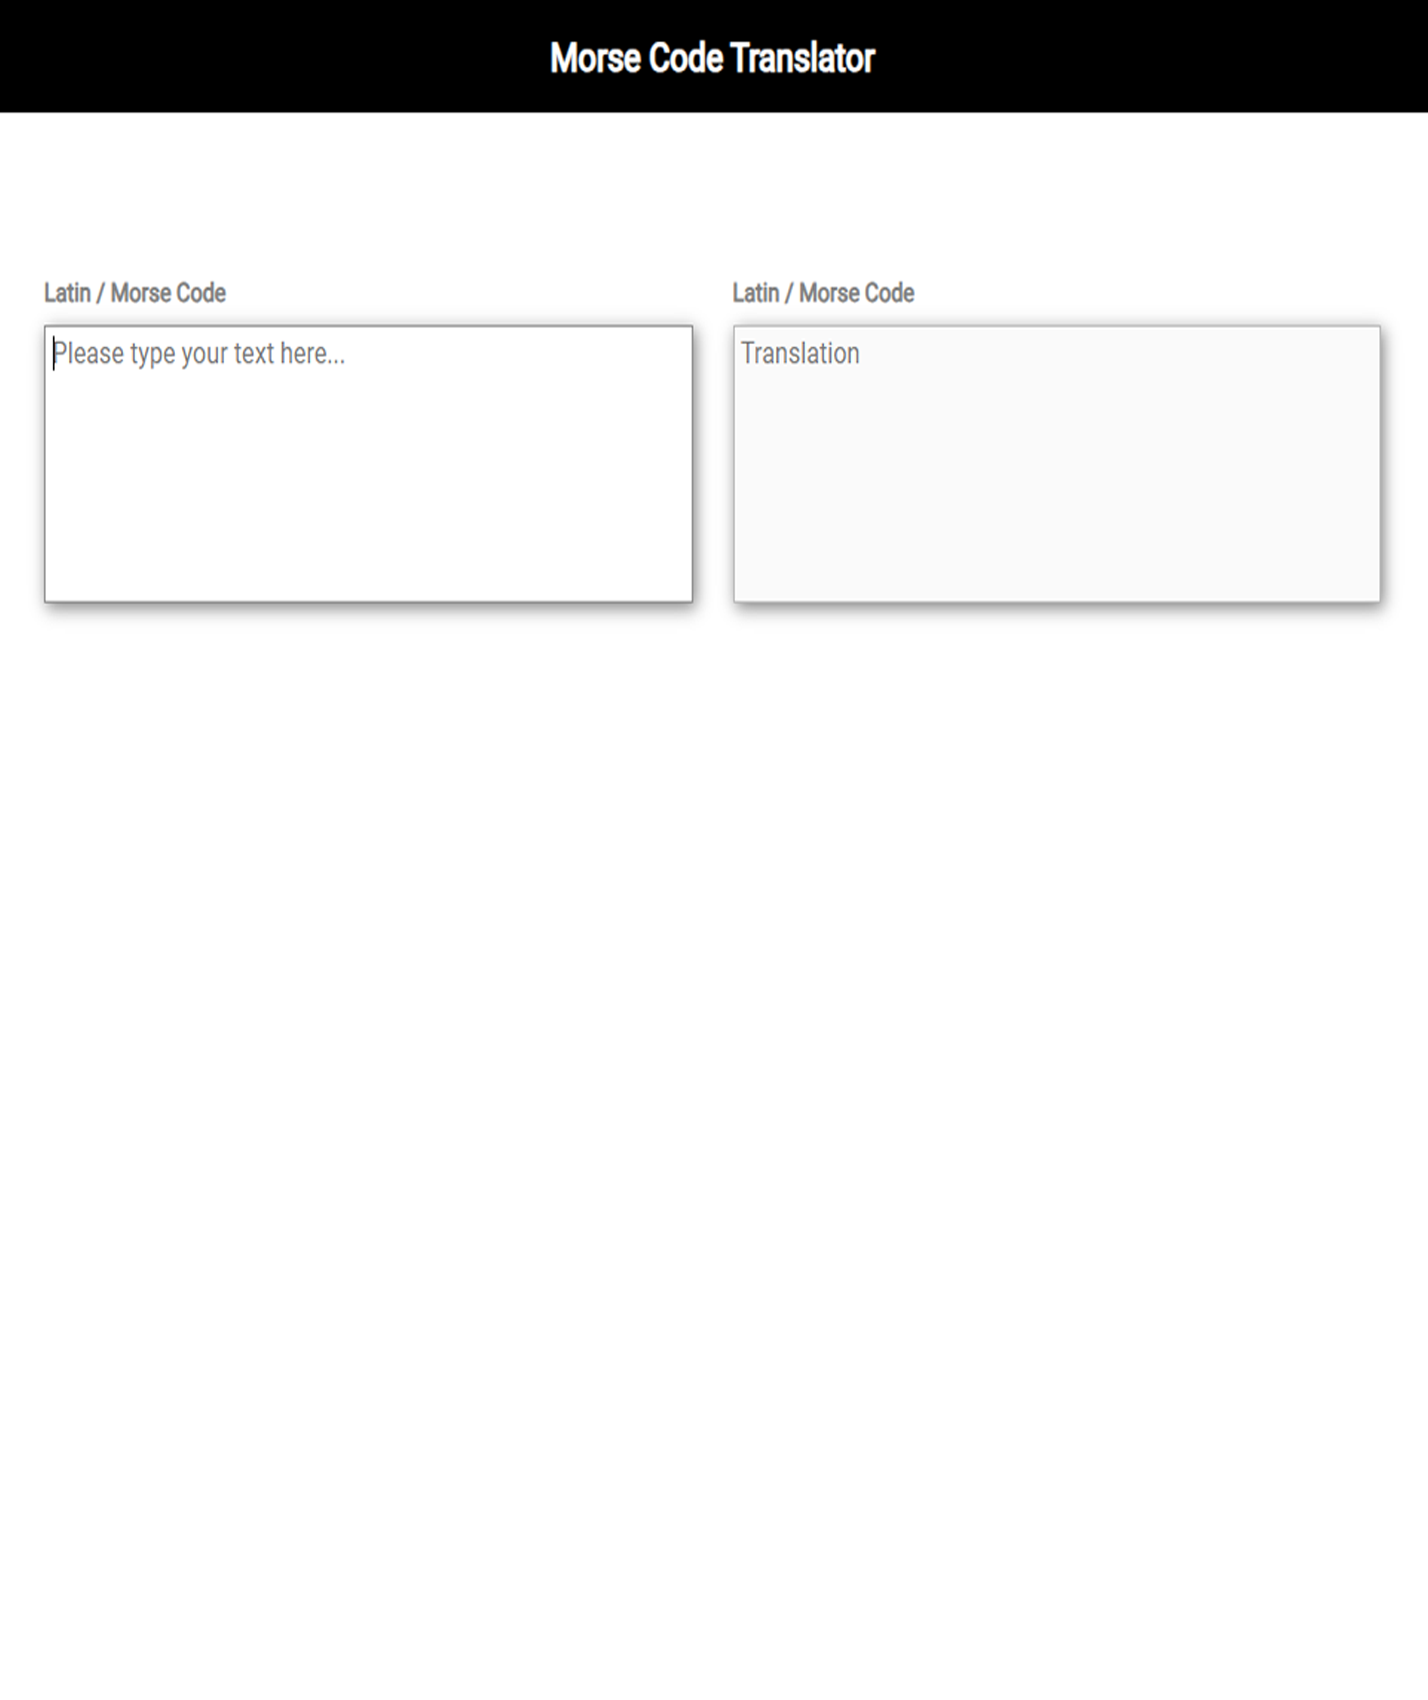 Morse Code Translator
Latin / Morse Code
Please type your text here...
Latin / Morse Code
Translation